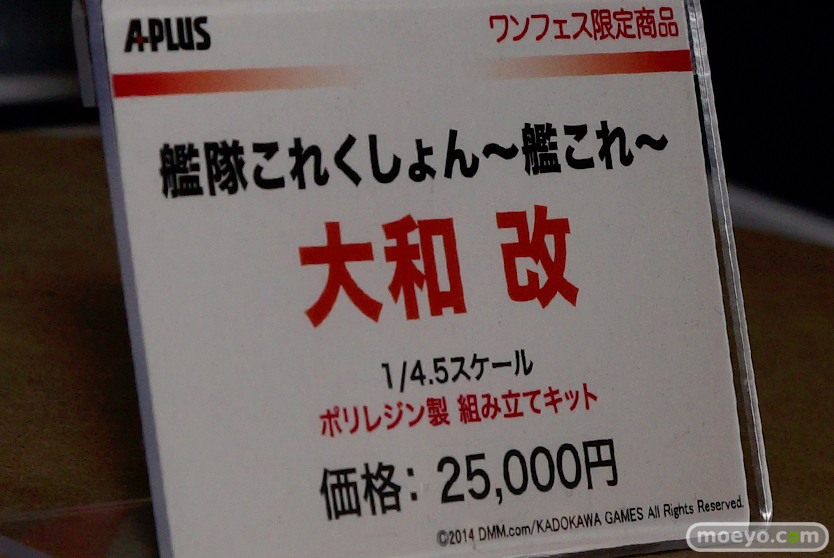 A-PLUS
ワンフェス限定商品
艦隊これくしょん～艦これ～
大和 改
1/4.5スケール
ポリレジン製 組み立てキット
価格: 25,000円
©2014 DMM.com/KADOKAWA GAMES All Rights Reserved.
moeyo.com